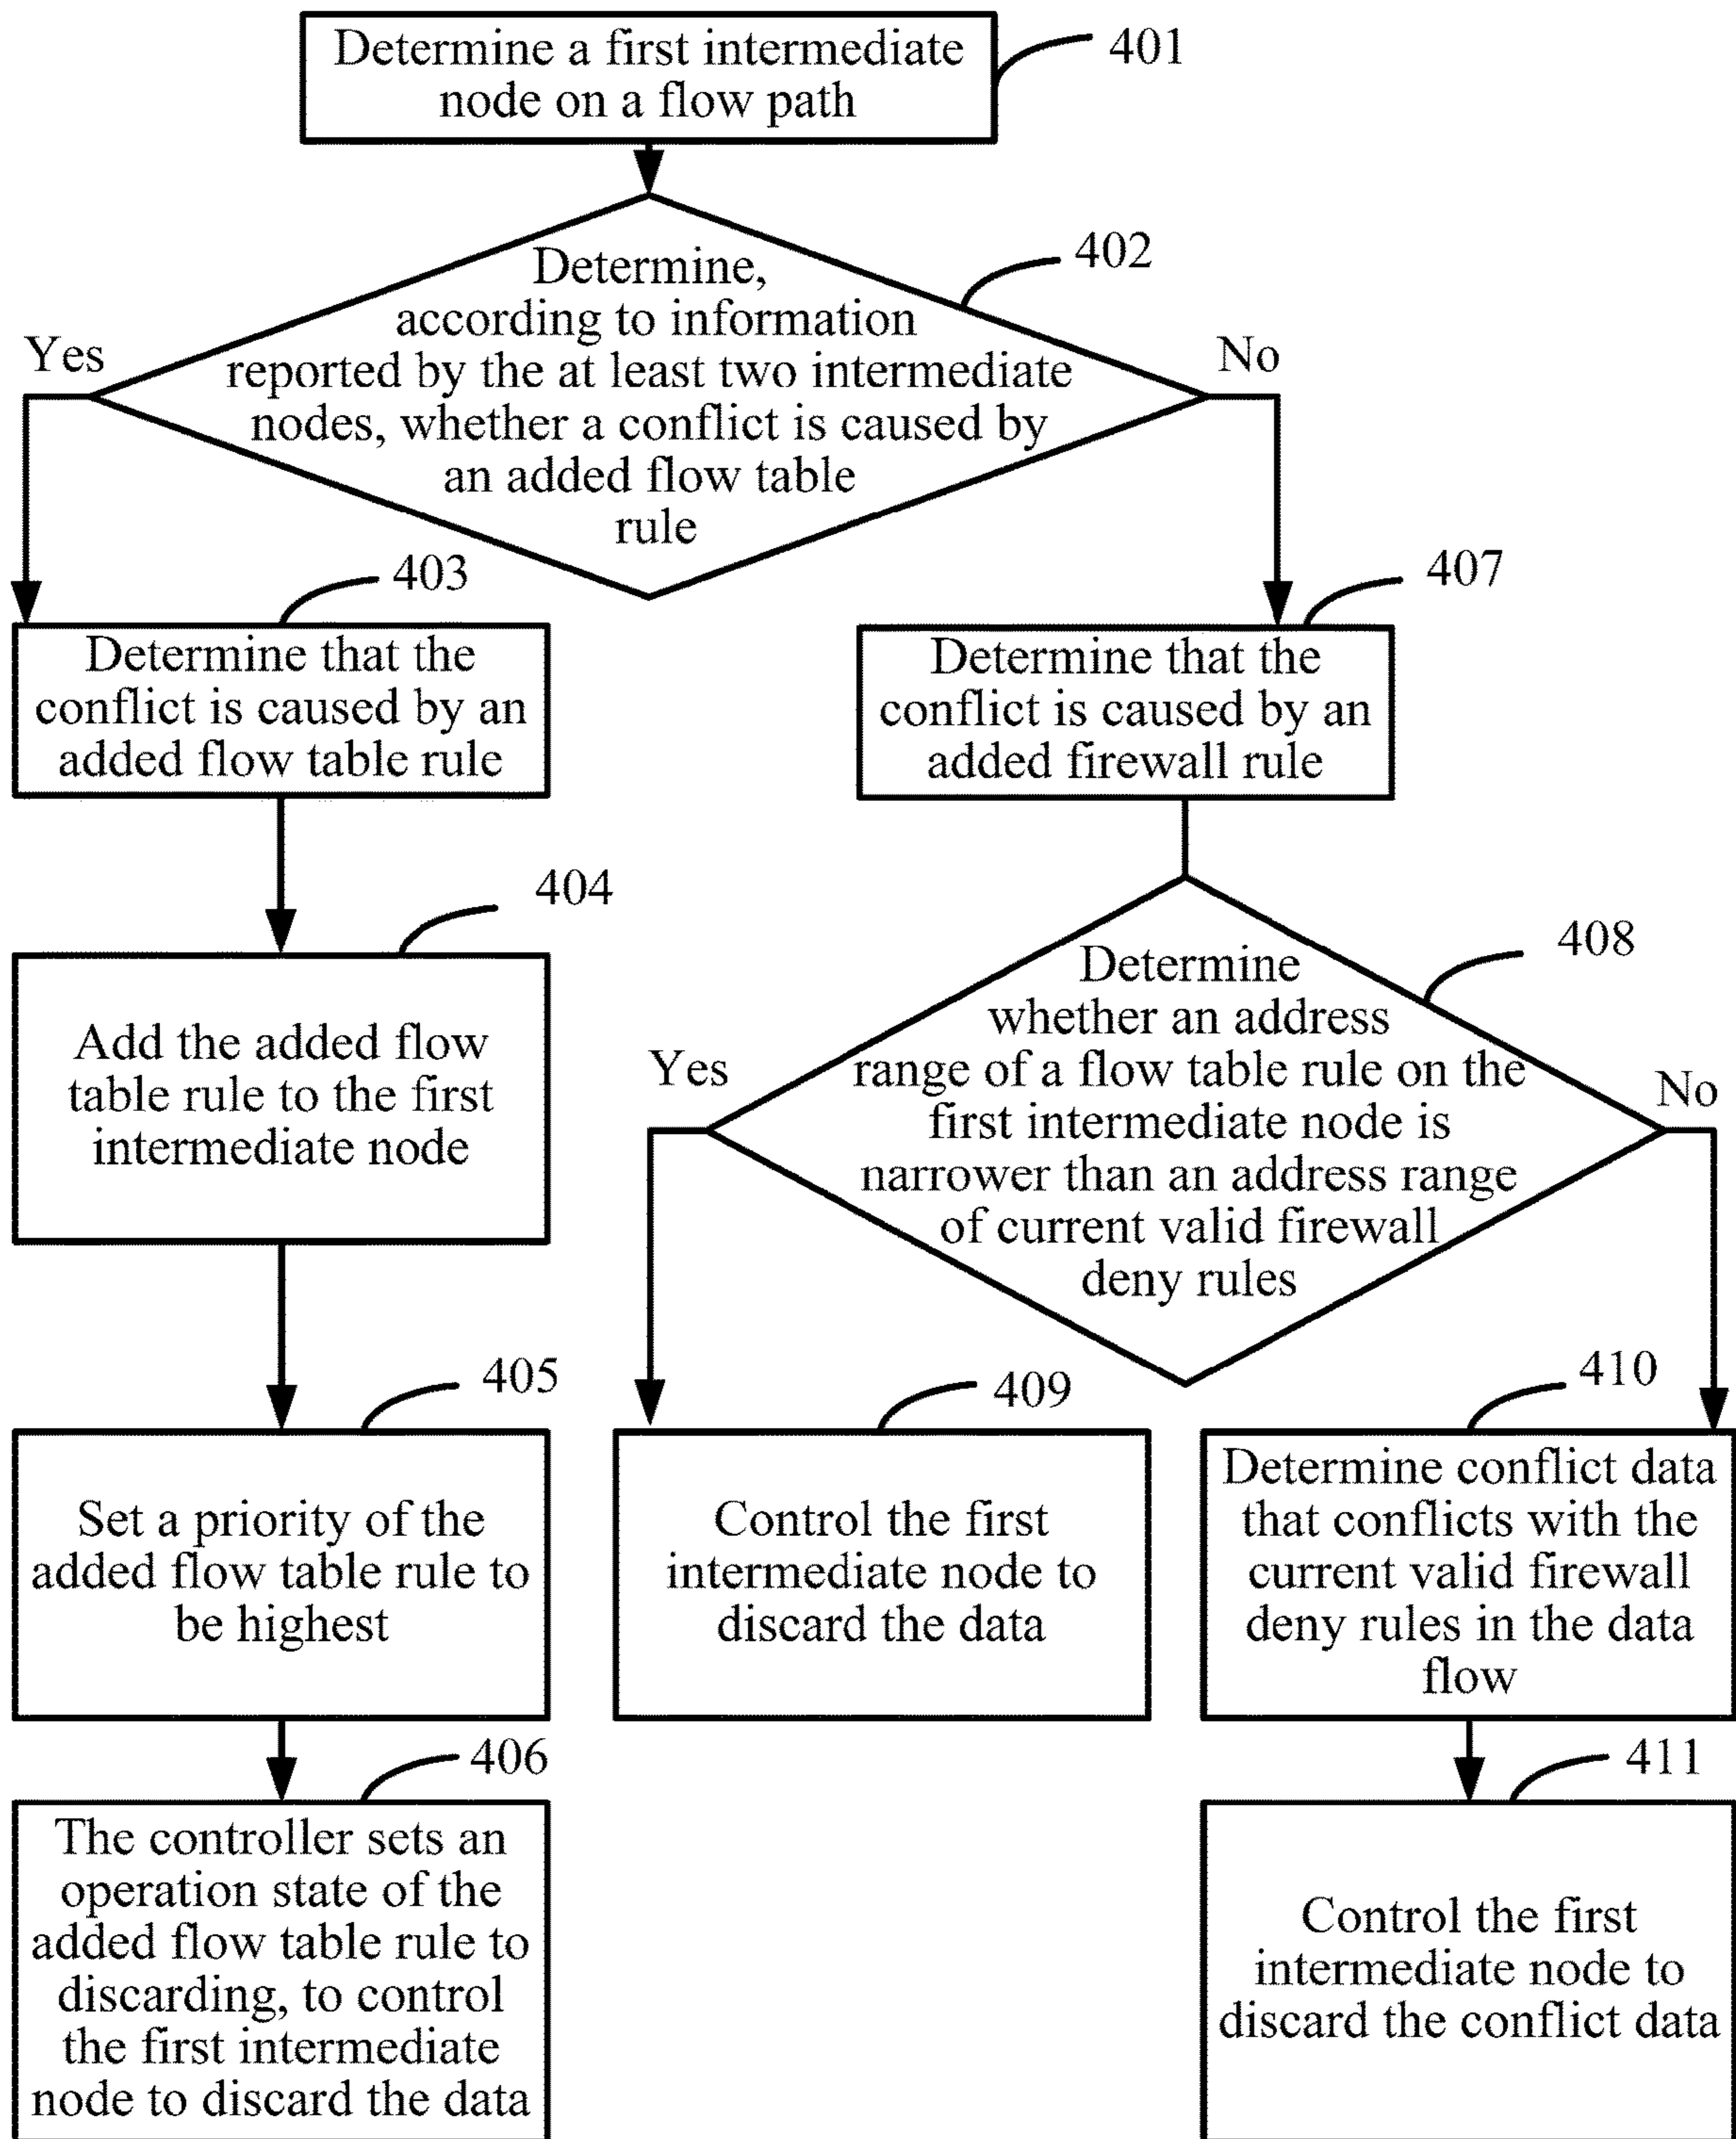 Determine a first intermediate
node on a flow path
401
Determine,
according to information
reported by the at least two intermediate
nodes, whether a conflict is caused by
an added flow table
rule
402
Yes
No
403
Determine that the
conflict is caused by an
added flow table rule
407
Determine that the
conflict is caused by an
added firewall rule
404
Add the added flow
table rule to the first
intermediate node
408
Determine
whether an address
range of a flow table rule on the
first intermediate node is
narrower than an address range
of current valid firewall
deny rules
Yes
No
405
Set a priority of the
added flow table rule to
be highest
409
Control the first
intermediate node to
discard the data
410
Determine conflict data
that conflicts with the
current valid firewall
deny rules in the data
flow
406
The controller sets an
operation state of the
added flow table rule to
discarding, to control
the first intermediate
node to discard the data
411
Control the first
intermediate node to
discard the conflict data